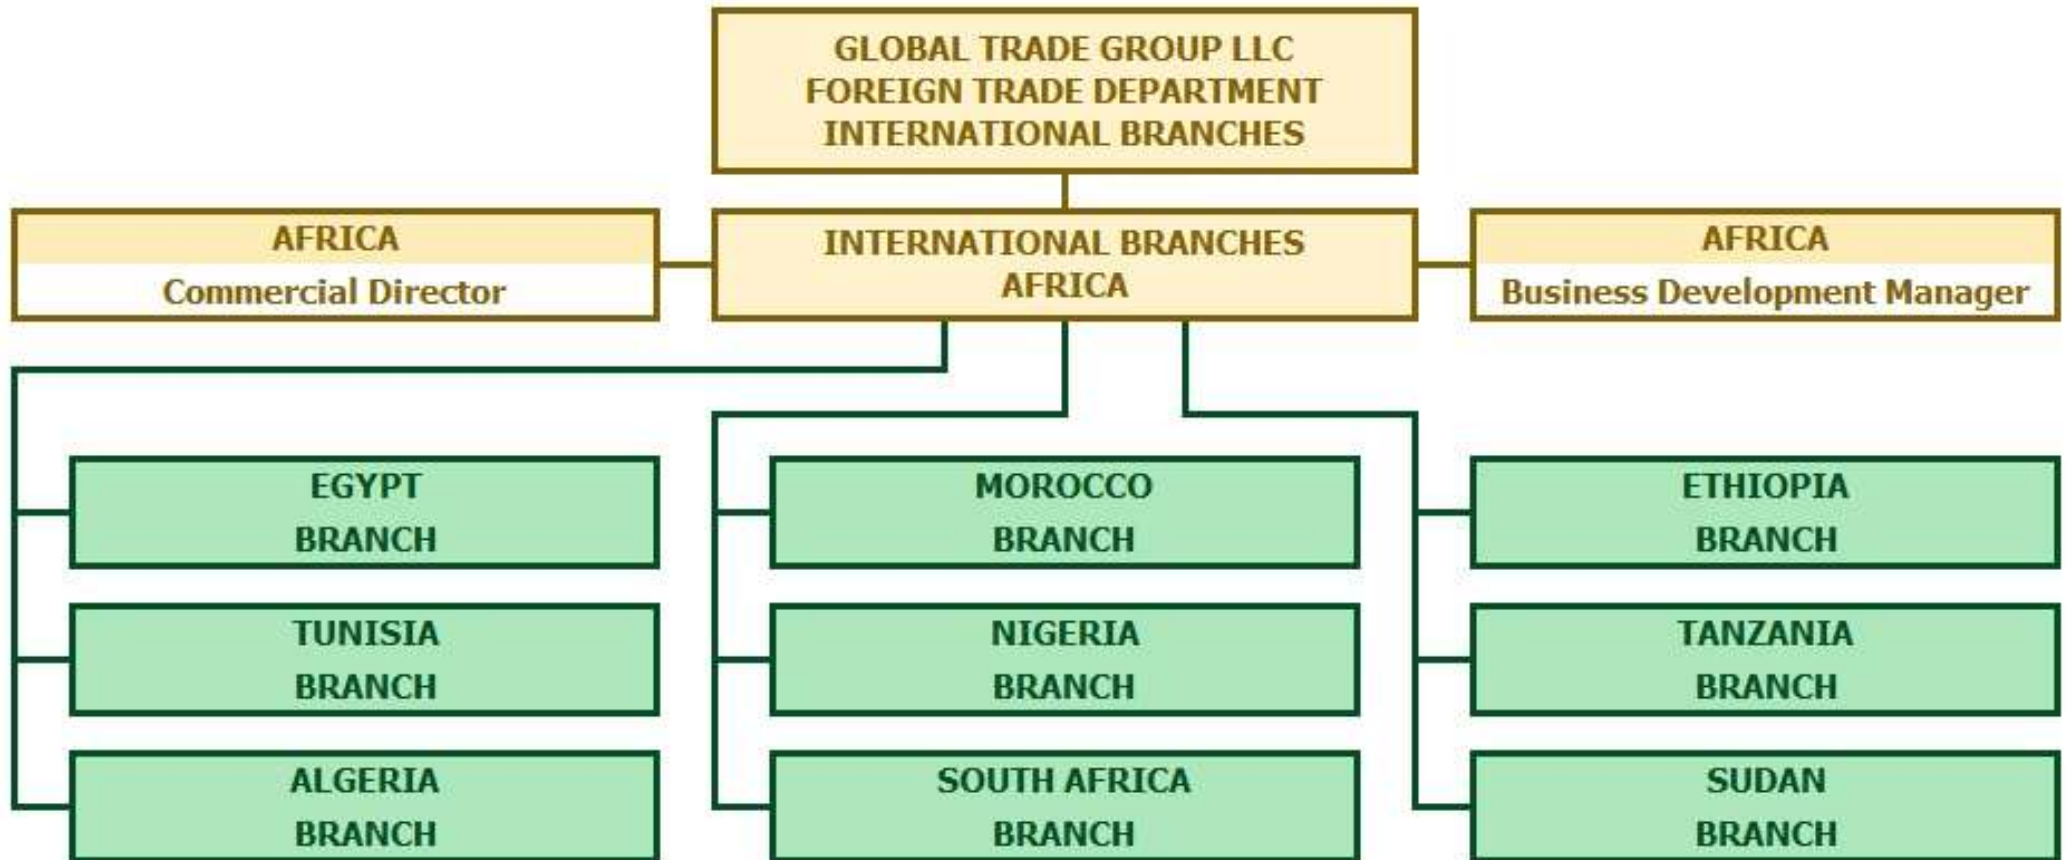 GLOBAL TRADE GROUP LLC
FOREIGN TRADE DEPARTMENT
INTERNATIONAL BRANCHES
AFRICA
Commercial Director
INTERNATIONAL BRANCHES
AFRICA
AFRICA
Business Development Manager
EGYPT
BRANCH
MOROCCO
BRANCH
ETHIOPIA
BRANCH
TUNISIA
BRANCH
NIGERIA
BRANCH
TANZANIA
BRANCH
ALGERIA
BRANCH
SOUTH AFRICA
BRANCH
SUDAN
BRANCH